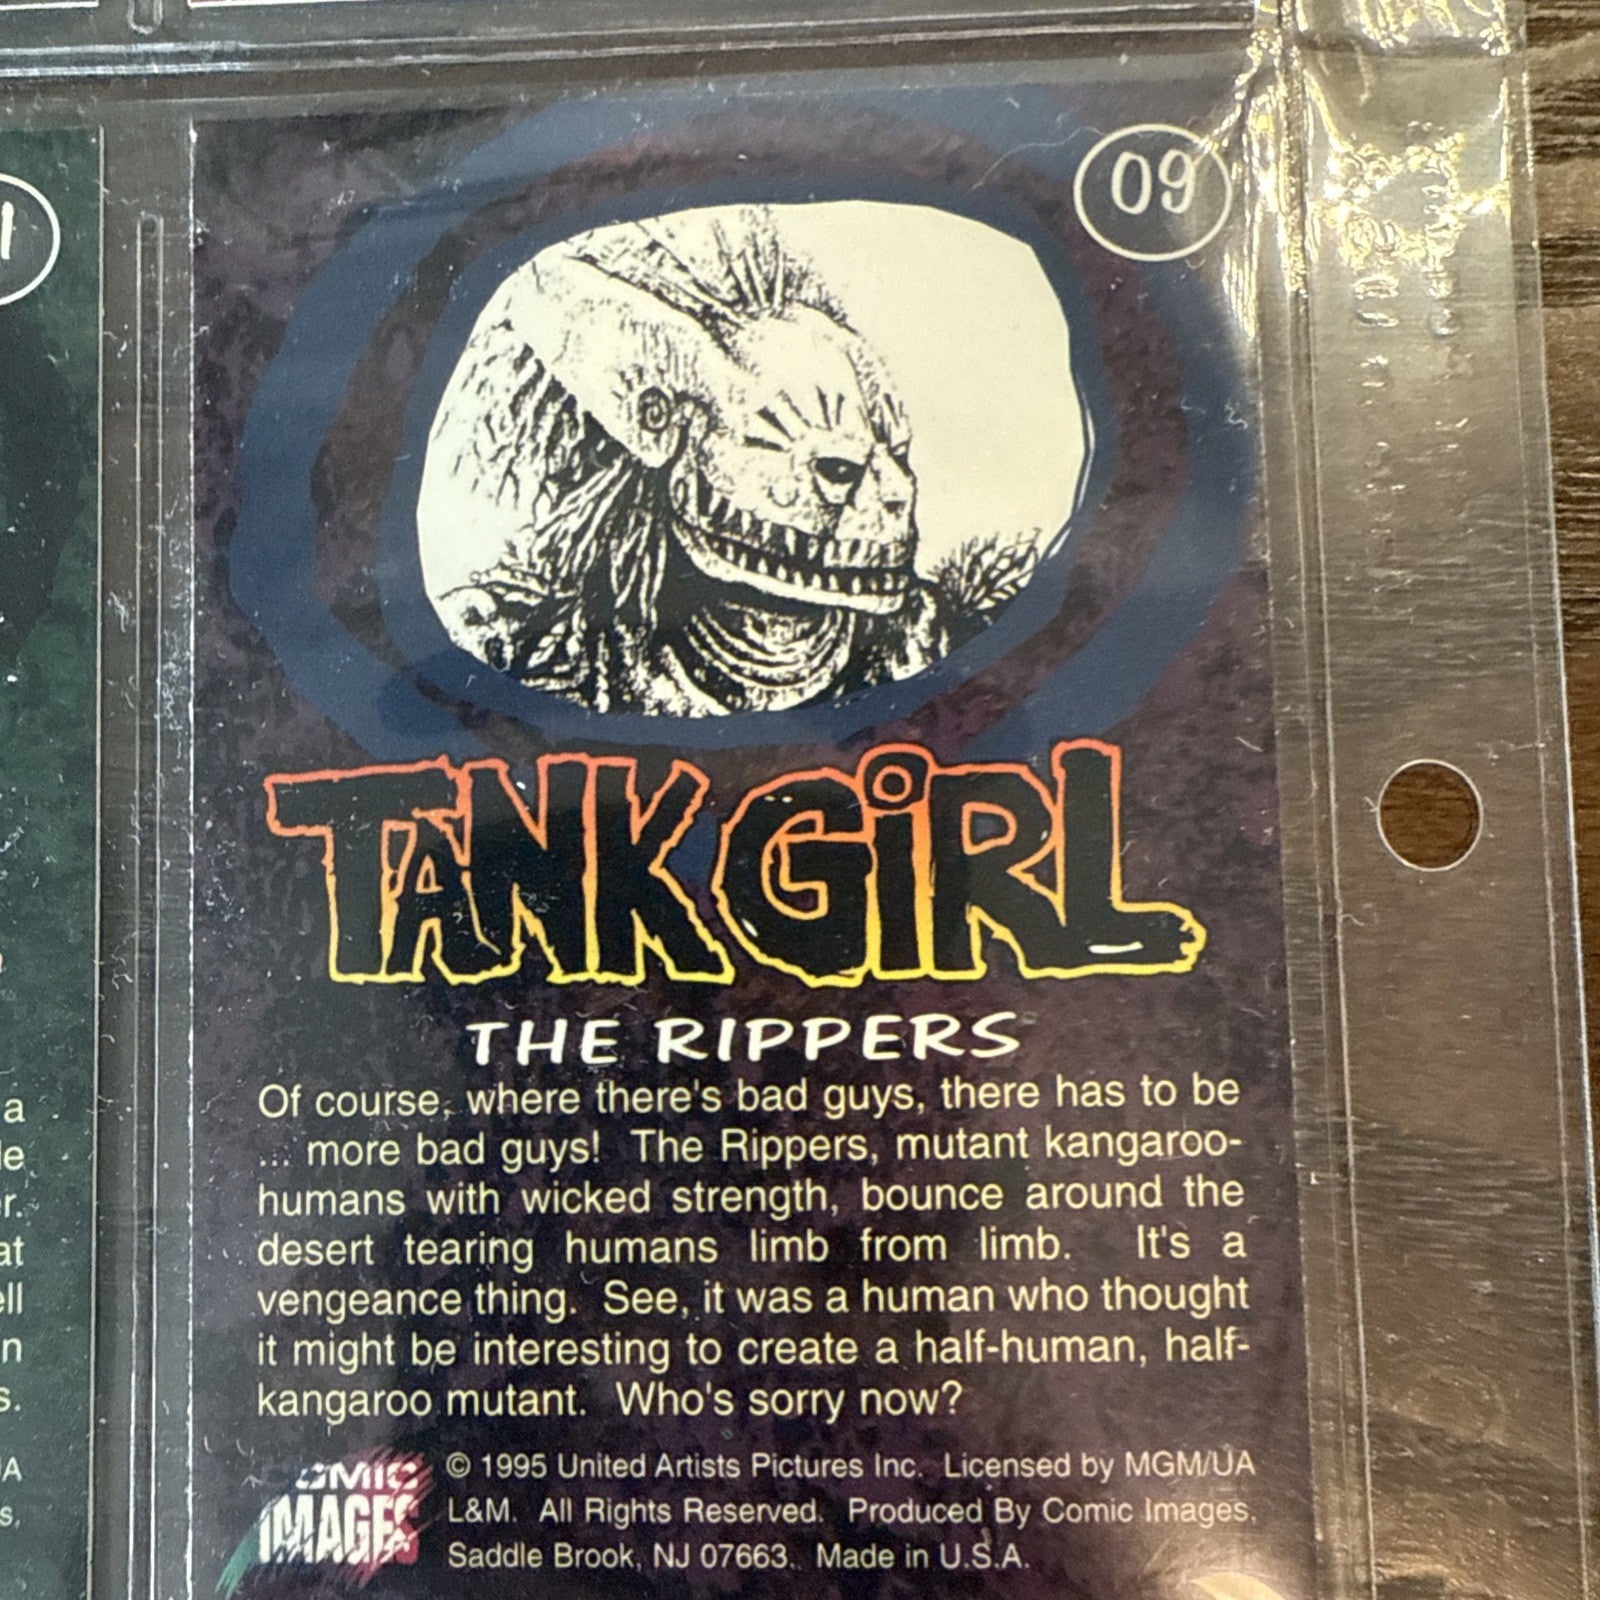 09
TANK GiRL
THE RIPPERS
Of course, where there's bad guys, there has to be
... more bad guys! The Rippers, mutant kangaroo-
humans with wicked strength, bounce around the
desert tearing humans limb from limb. It's a
vengeance thing. See, it was a human who thought
it might be interesting to create a half-human, half-
kangaroo mutant. Who's sorry now?
COMIC
IMAGES
© 1995 United Artists Pictures Inc. Licensed by MGM/UA
L&M. All Rights Reserved. Produced By Comic Images,
Saddle Brook, NJ 07663. Made in U.S.A.